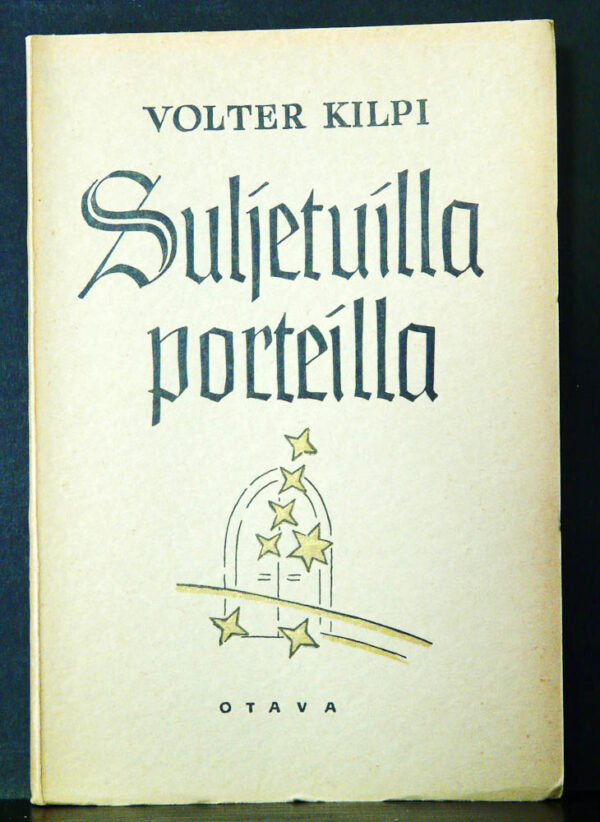 VOLTER KILPI
Suljetuilla
porteilla
OTAVA